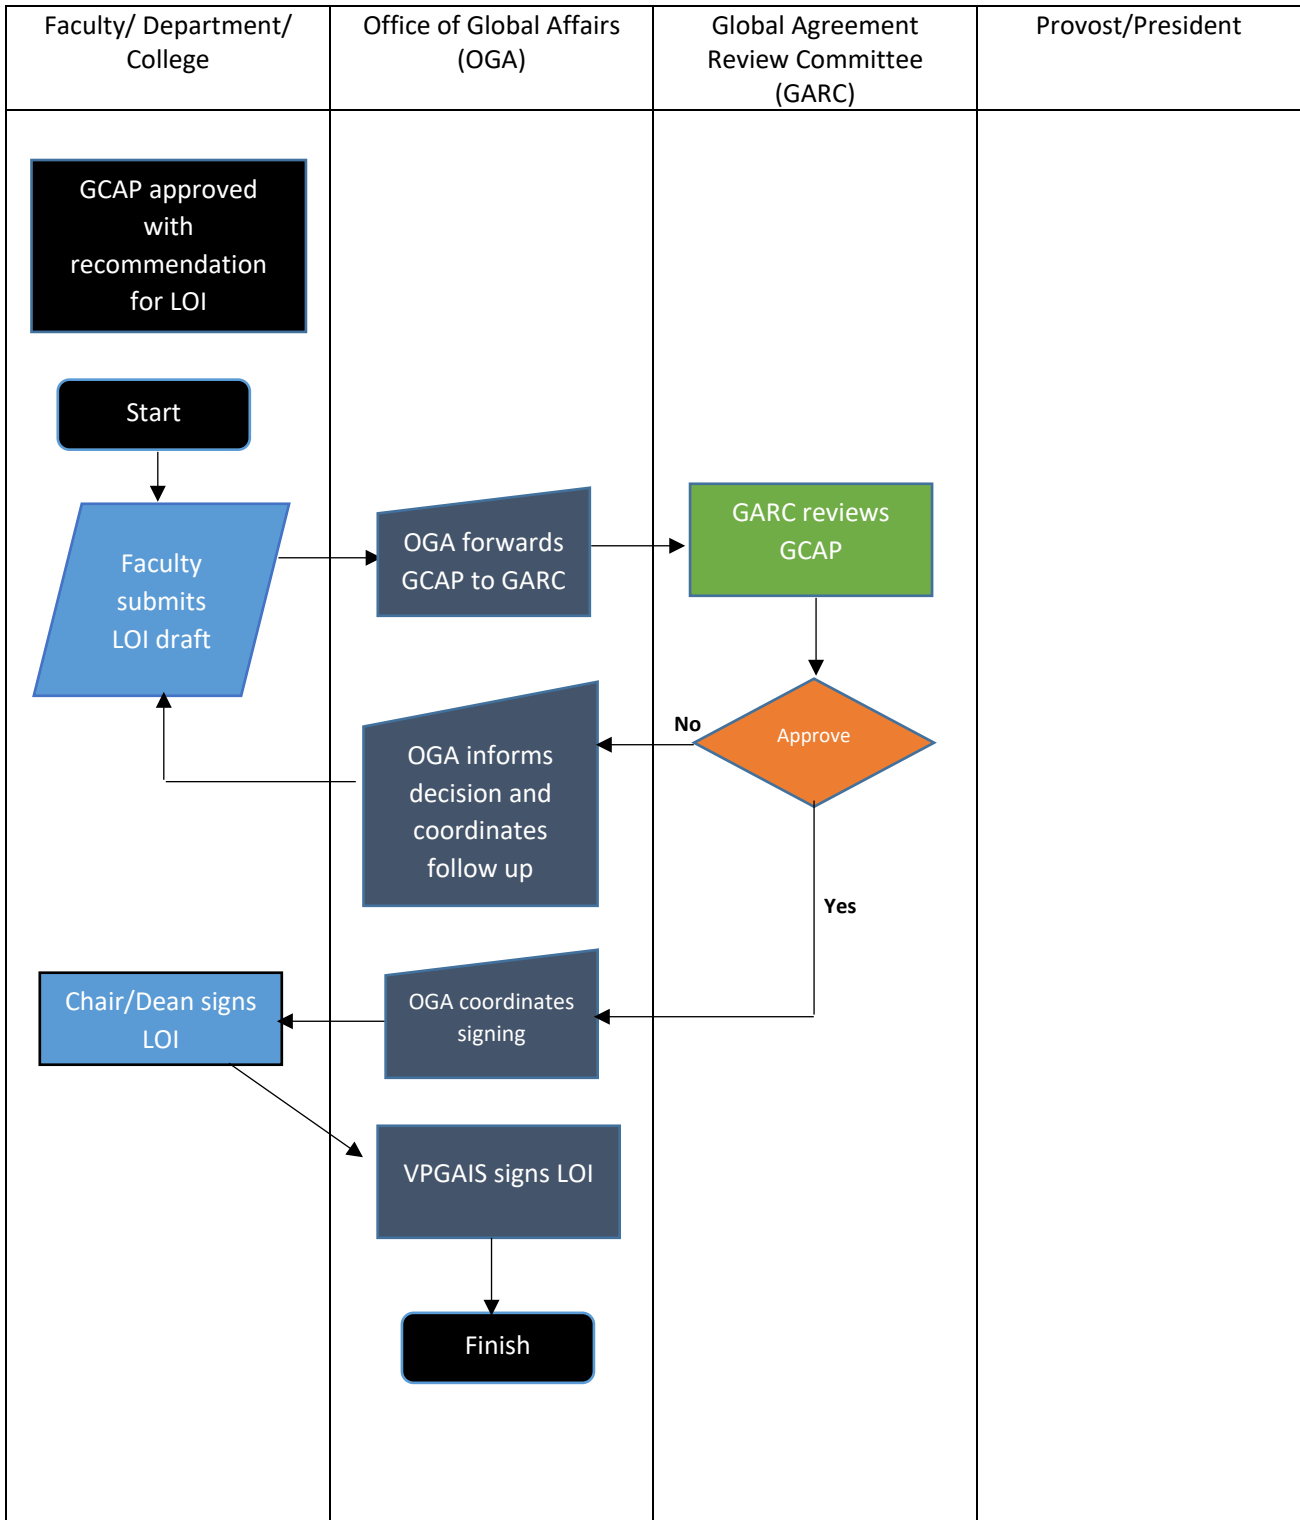 Faculty/ Department/
College
Office of Global Affairs
(OGA)
Global Agreement
Review Committee
(GARC)
Provost/President
GCAP approved
with
recommendation
for LOI
Start
Faculty
submits
LOI draft
OGA forwards
GCAP to GARC
GARC reviews
GCAP
Approve
No
OGA informs
decision and
coordinates
follow up
Yes
Chair/Dean signs
LOI
OGA coordinates
signing
VPGAIS signs LOI
Finish